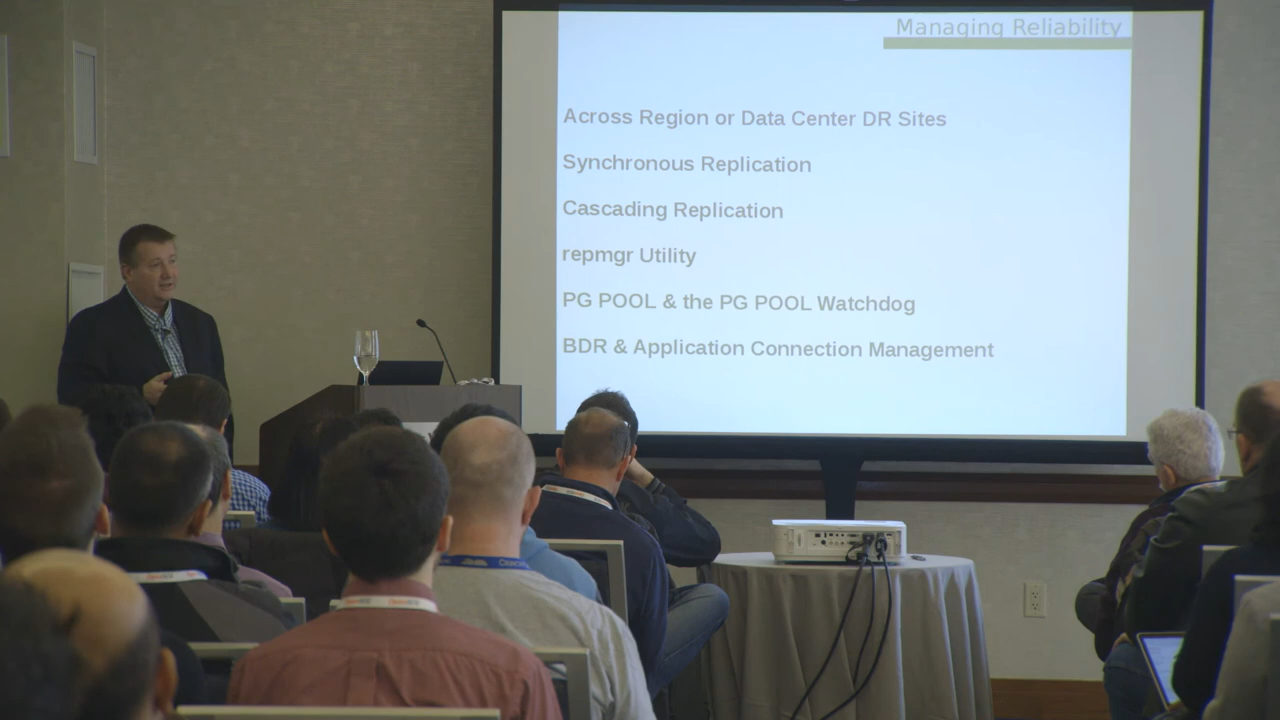 Managing Reliability
Across Region or Data Center DR Sites
Synchronous Replication
Cascading Replication
repmgr Utility
PG POOL & the PG POOL Watchdog
BDR & Application Connection Management